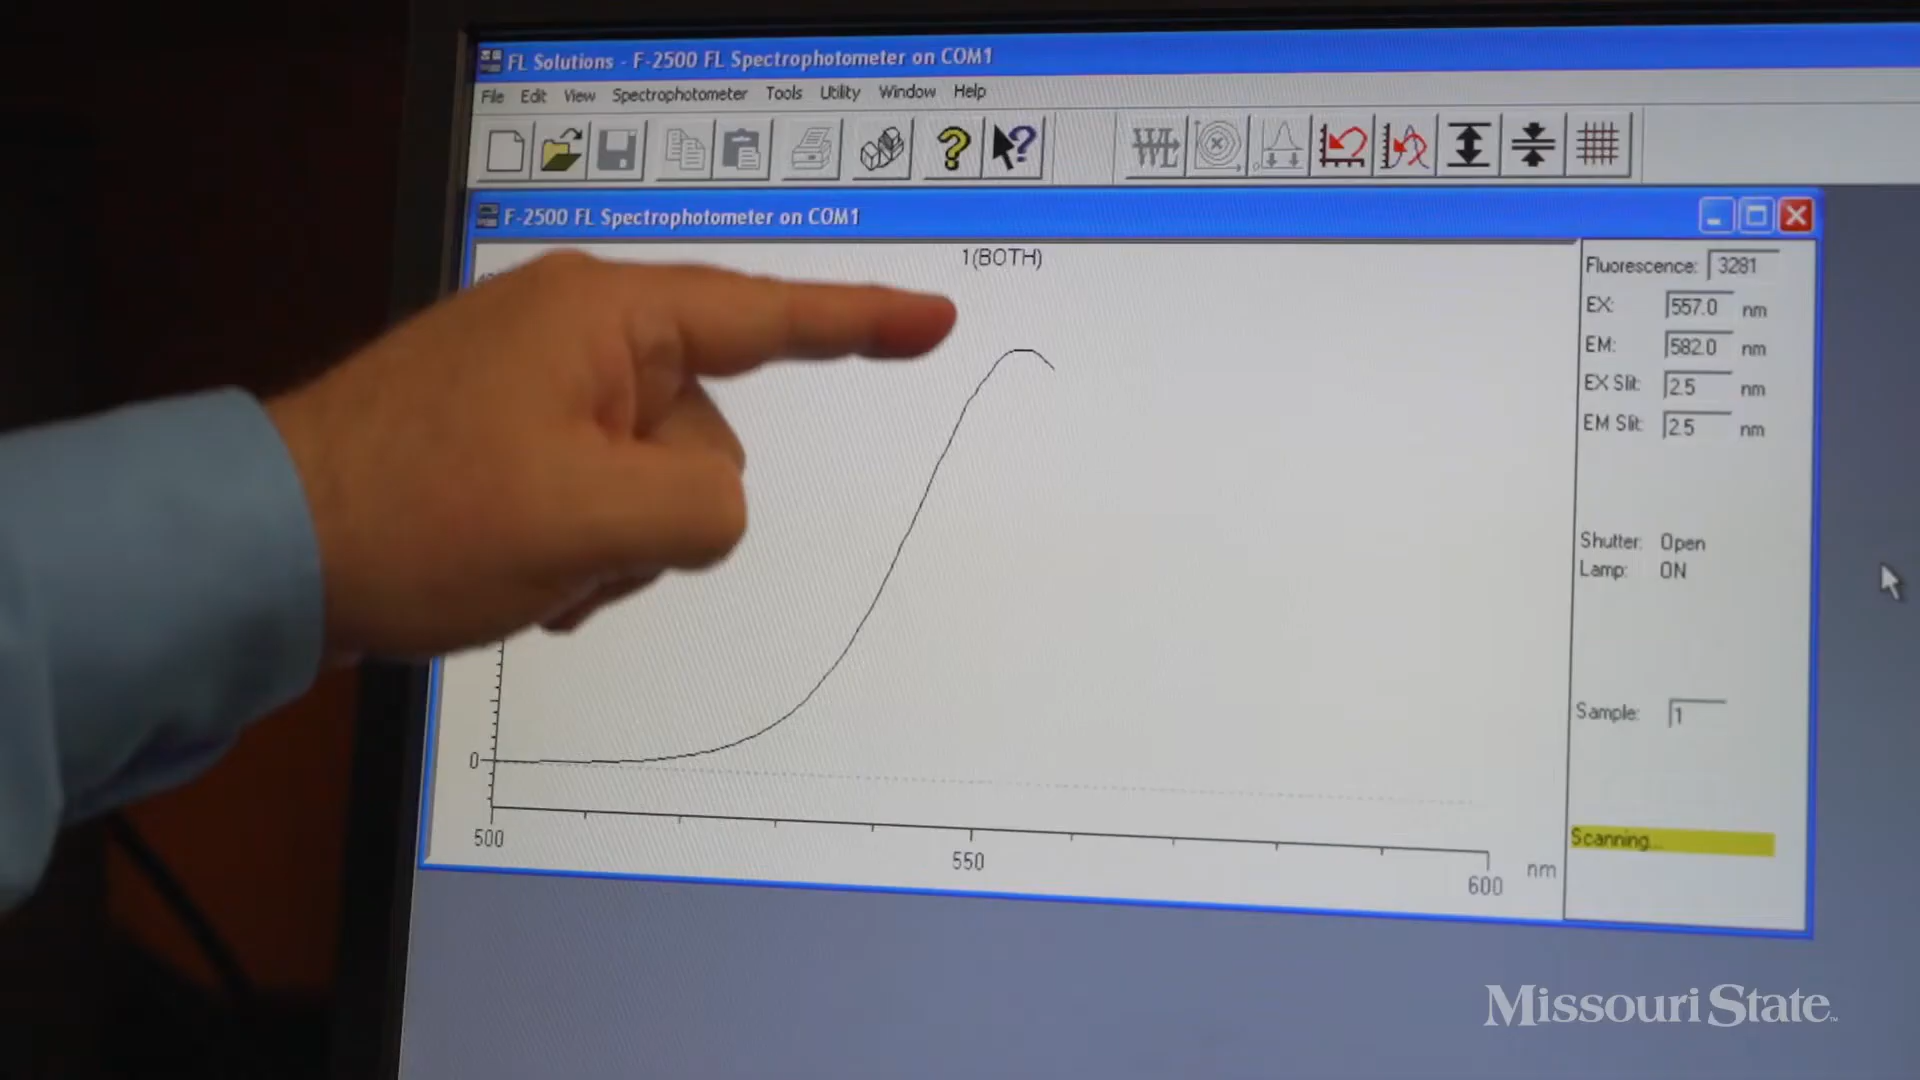 FL Solutions - F-2500 FL Spectrophotometer on COM1
File Edit View Spectrophotometer Tools Utility Window Help
F-2500 FL Spectrophotometer on COM1
1(BOTH)
Fluorescence: 3281
EX: 557.0 nm
EM: 582.0 nm
EX Slit: 2.5 nm
EM Slit: 2.5 nm
Shutter: Open
Lamp: ON
Sample: 1
0
Scanning...
500
550
600
nm
Missouri State™